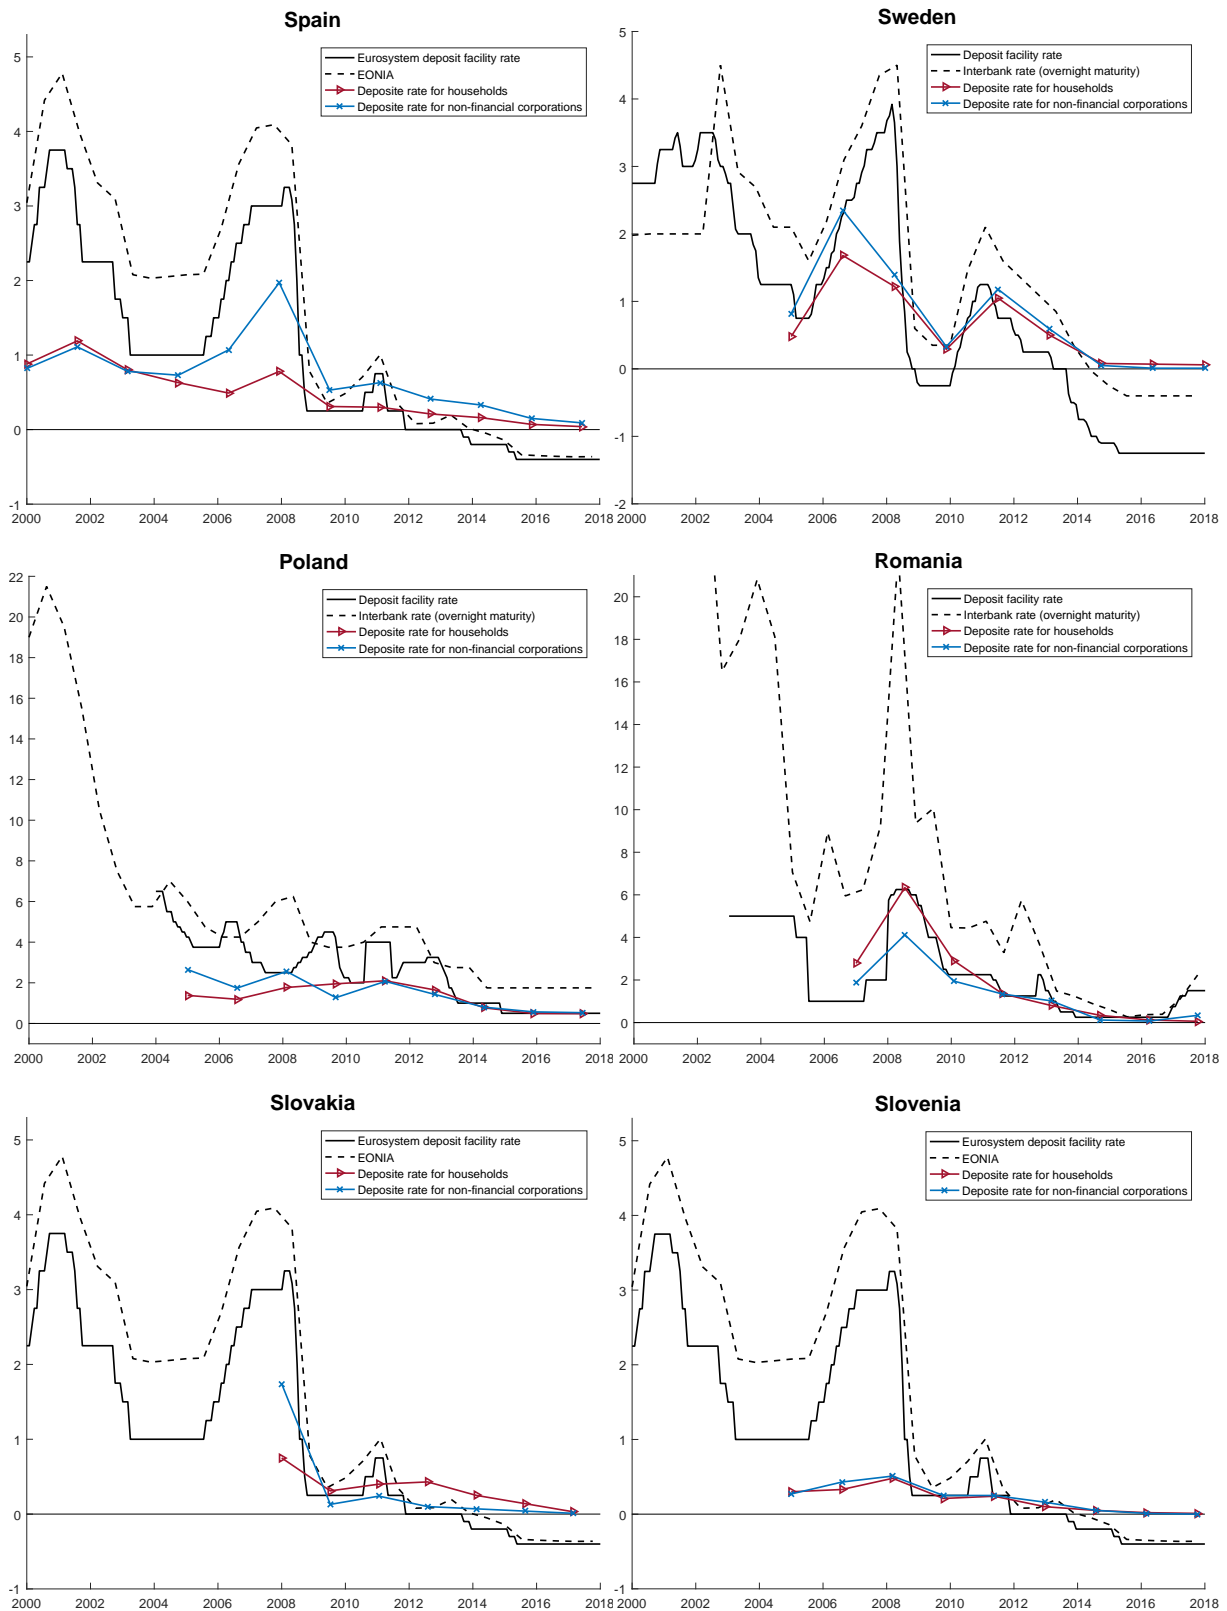 Spain
Eurosystem deposit facility rate
EONIA
Deposite rate for households
Deposite rate for non-financial corporations
5
4
3
2
1
0
-1
2000 2002 2004 2006 2008 2010 2012 2014 2016 2018
Sweden
Deposit facility rate
Interbank rate (overnight maturity)
Deposite rate for households
Deposite rate for non-financial corporations
5
4
3
2
1
0
-1
-2
2000 2002 2004 2006 2008 2010 2012 2014 2016 2018
Poland
Deposit facility rate
Interbank rate (overnight maturity)
Deposite rate for households
Deposite rate for non-financial corporations
22
20
18
16
14
12
10
8
6
4
2
0
2000 2002 2004 2006 2008 2010 2012 2014 2016 2018
Romania
Deposit facility rate
Interbank rate (overnight maturity)
Deposite rate for households
Deposite rate for non-financial corporations
20
18
16
14
12
10
8
6
4
2
0
2000 2002 2004 2006 2008 2010 2012 2014 2016 2018
Slovakia
Eurosystem deposit facility rate
EONIA
Deposite rate for households
Deposite rate for non-financial corporations
5
4
3
2
1
0
-1
2000 2002 2004 2006 2008 2010 2012 2014 2016 2018
Slovenia
Eurosystem deposit facility rate
EONIA
Deposite rate for households
Deposite rate for non-financial corporations
5
4
3
2
1
0
-1
2000 2002 2004 2006 2008 2010 2012 2014 2016 2018